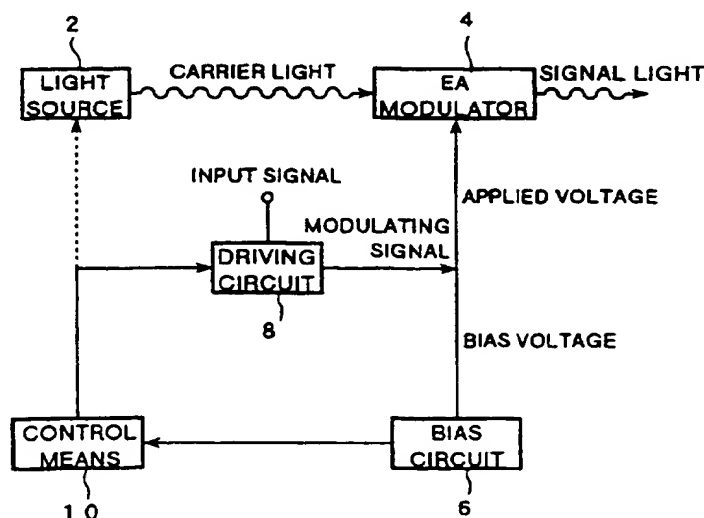 2
LIGHT
SOURCE
CARRIER LIGHT
4
EA
MODULATOR
SIGNAL LIGHT
INPUT SIGNAL
APPLIED VOLTAGE
MODULATING
SIGNAL
DRIVING
CIRCUIT
8
BIAS VOLTAGE
CONTROL
MEANS
10
BIAS
CIRCUIT
6